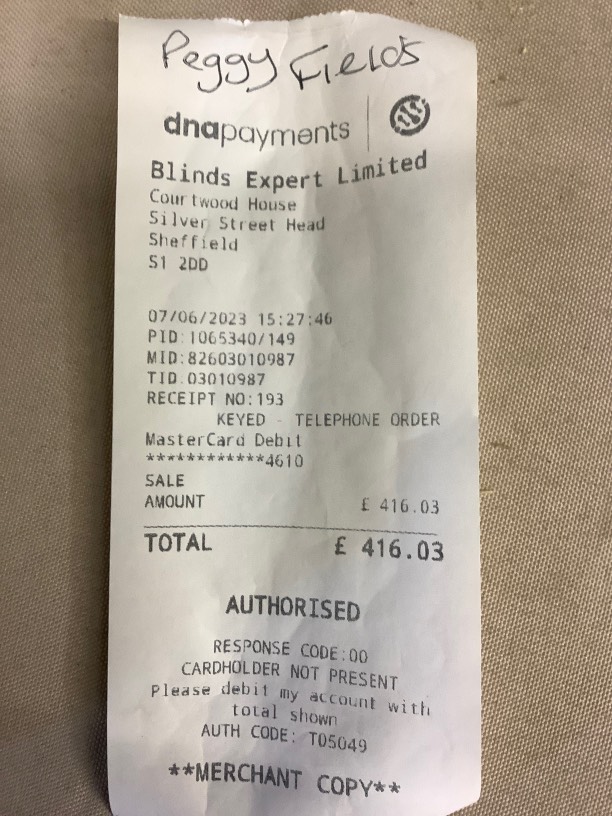 Peggy Fields
dnapayments
Blinds Expert Limited
Courtwood House
Silver Street Head
Sheffield
S1 2DD
07/06/2023 15:27:46
PID:1065340/149
MID:82603010987
TID.03010987
RECEIPT NO:193
KEYED - TELEPHONE ORDER
MasterCard Debit
************4610
SALE
AMOUNT £ 416.03
TOTAL £ 416.03
AUTHORISED
RESPONSE CODE:00
CARDHOLDER NOT PRESENT
Please debit my account with
total shown
AUTH CODE: T05049
**MERCHANT COPY**